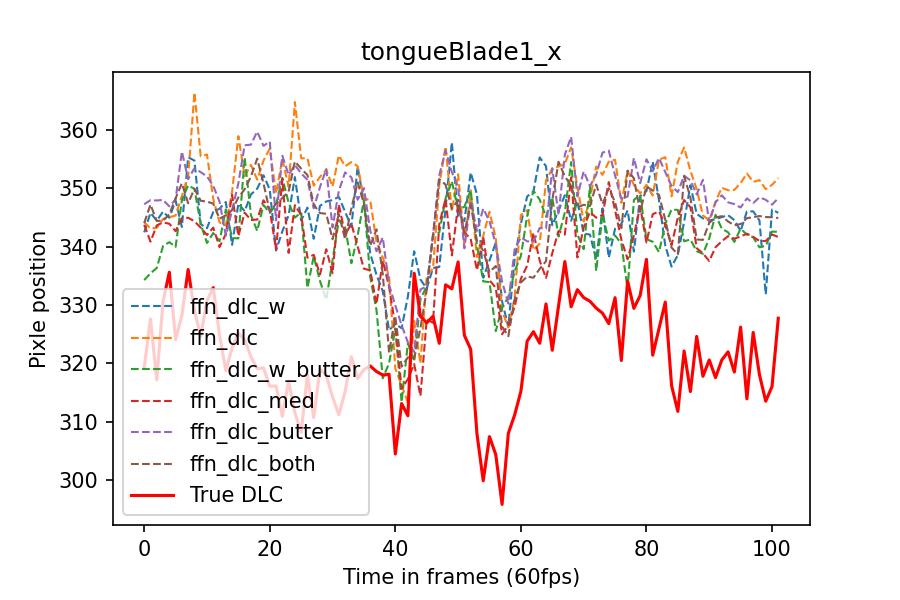 tongueBlade1_x
Pixle position
360
350
340
330
320
310
300
ffn_dlc_w
ffn_dlc
ffn_dlc_w_butter
ffn_dlc_med
ffn_dlc_butter
ffn_dlc_both
True DLC
0 20 40 60 80 100
Time in frames (60fps)